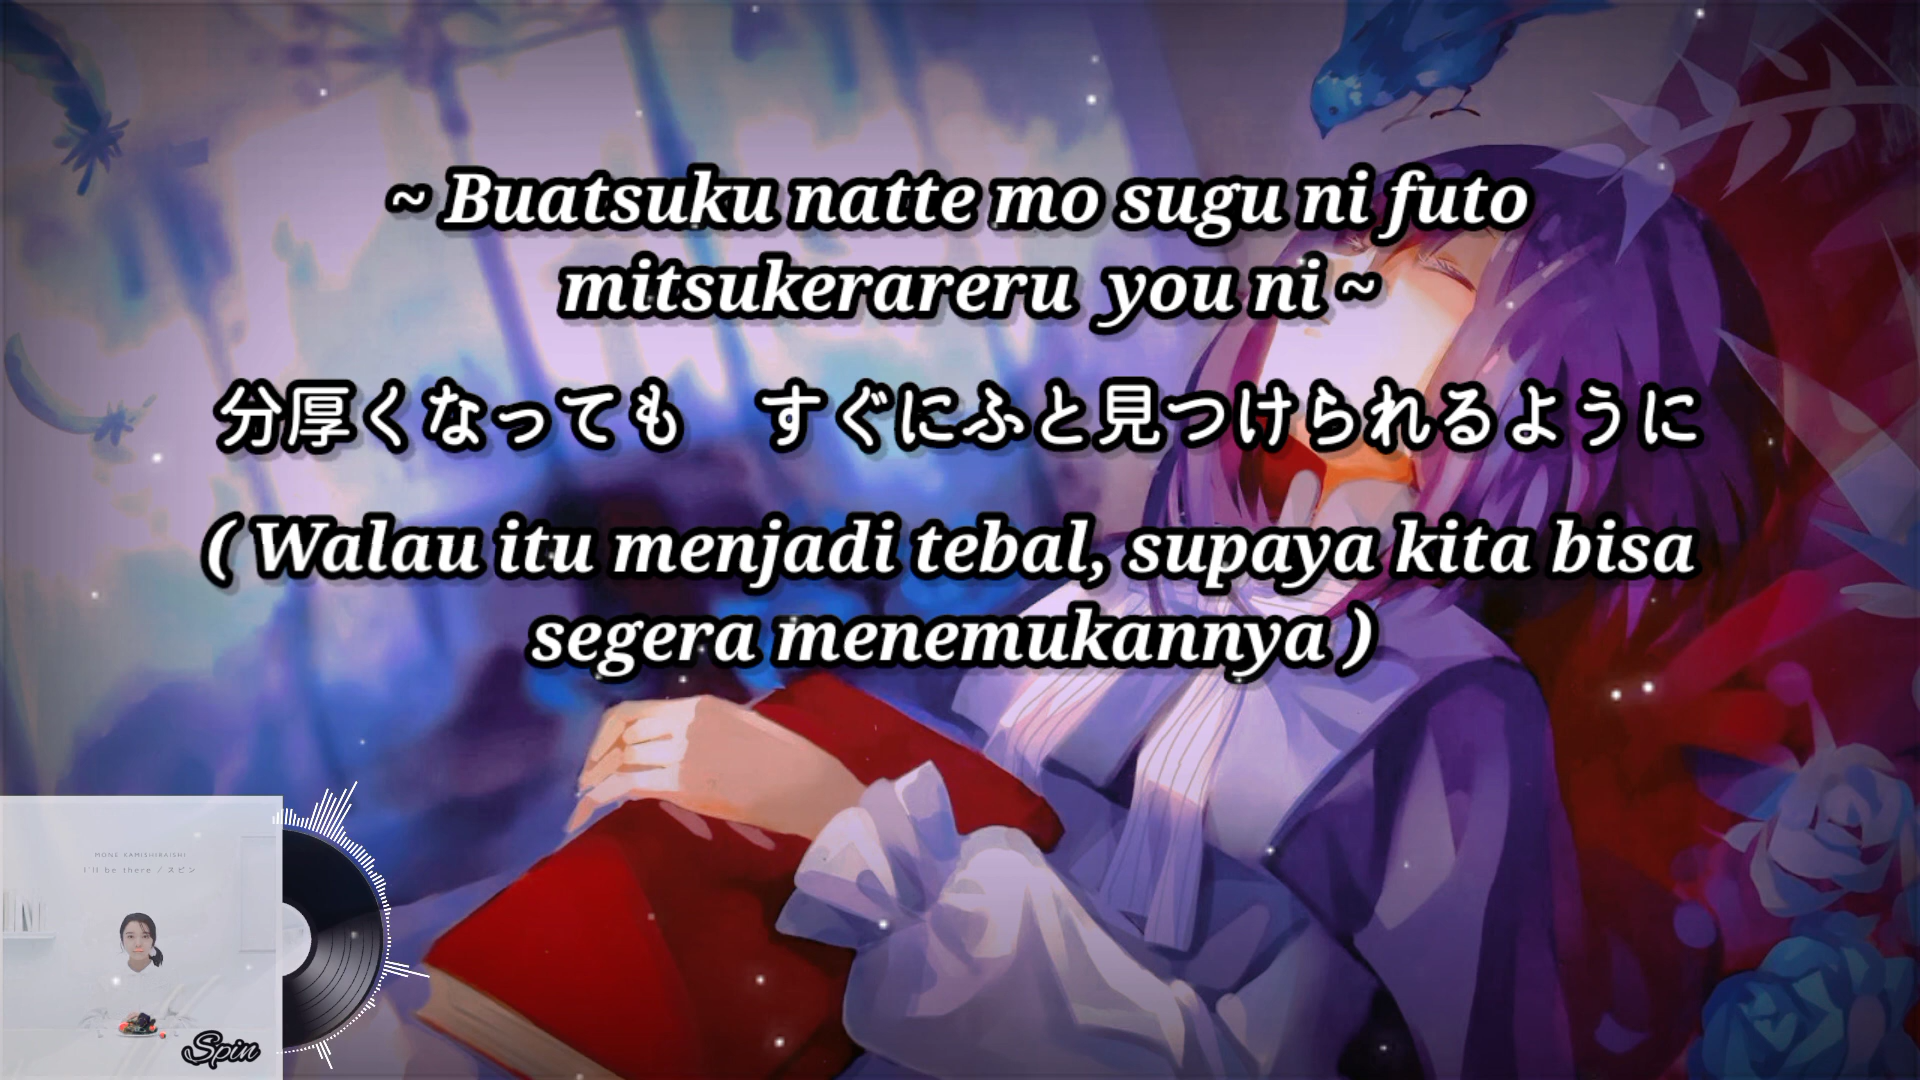 ~ Buatsuku natte mo sugu ni futo
mitsukerareru you ni ~
分厚くなっても　すぐにふと見つけられるように
( Walau itu menjadi tebal, supaya kita bisa
segera menemukannya )
MONE KAMISHIRAISHI
I'll be there / スピン
Spin